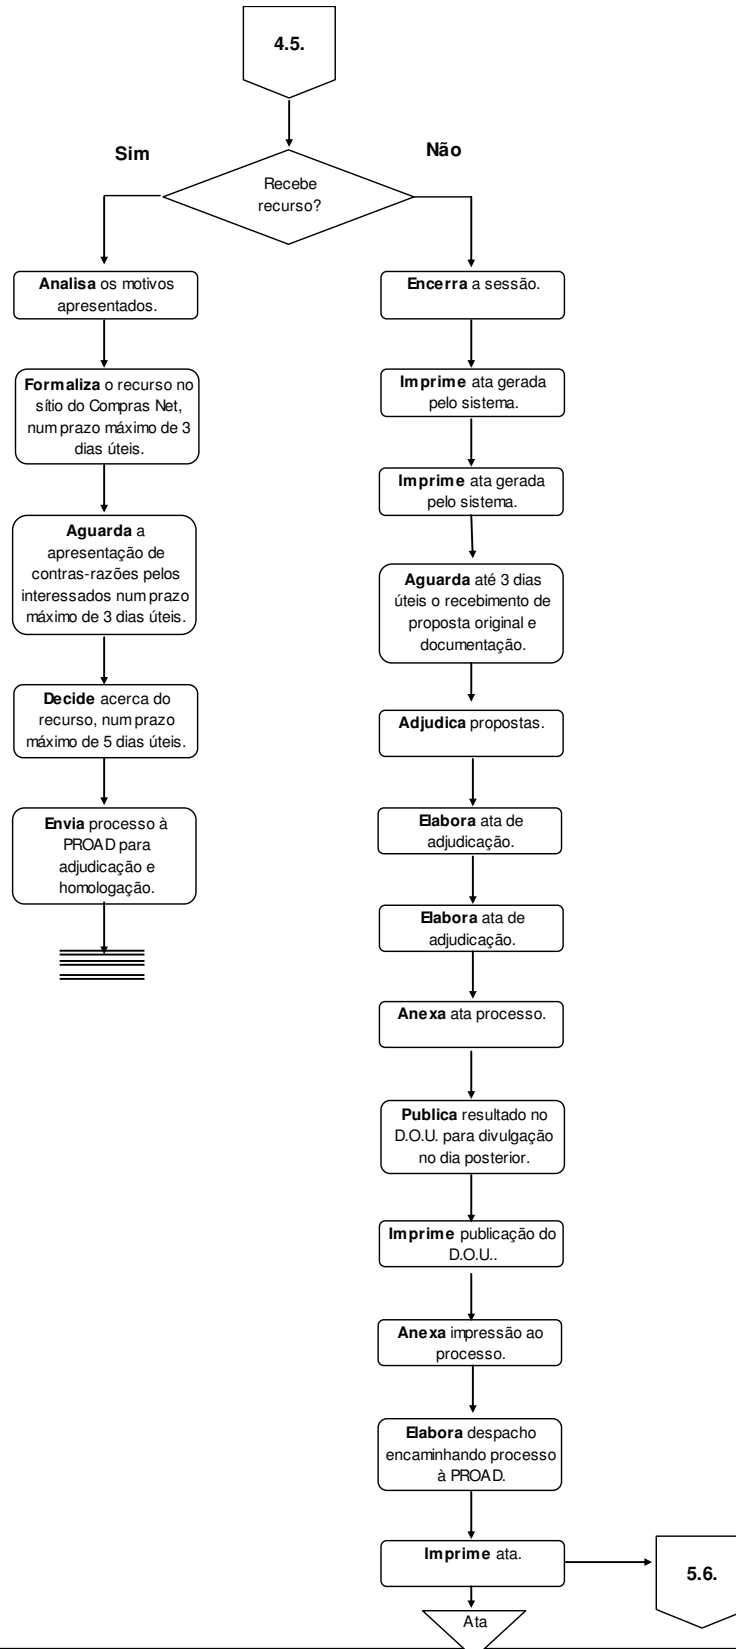 4.5.
Sim
Não
Recebe
recurso?
Analisa os motivos
apresentados.
Formaliza o recurso no
sítio do Compras Net,
num prazo máximo de 3
dias úteis.
Aguarda a
apresentação de
contras-razões pelos
interessados num prazo
máximo de 3 dias úteis.
Decide acerca do
recurso, num prazo
máximo de 5 dias úteis.
Envia processo à
PROAD para
adjudicação e
homologação.
Encerra a sessão.
Imprime ata gerada
pelo sistema.
Imprime ata gerada
pelo sistema.
Aguarda até 3 dias
úteis o recebimento de
proposta original e
documentação.
Adjudica propostas.
Elabora ata de
adjudicação.
Elabora ata de
adjudicação.
Anexa ata processo.
Publica resultado no
D.O.U. para divulgação
no dia posterior.
Imprime publicação do
D.O.U..
Anexa impressão ao
processo.
Elabora despacho
encaminhando processo
à PROAD.
Imprime ata.
5.6.
Ata